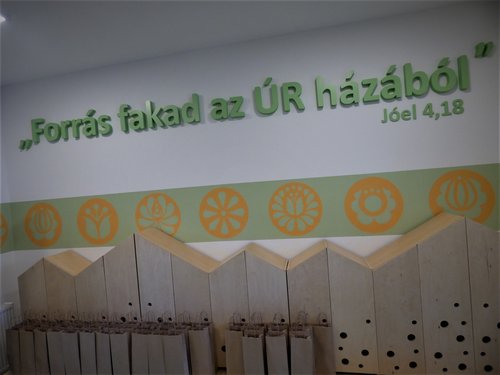 „Forrás fakad az ÚR házából”
Jóel 4,18